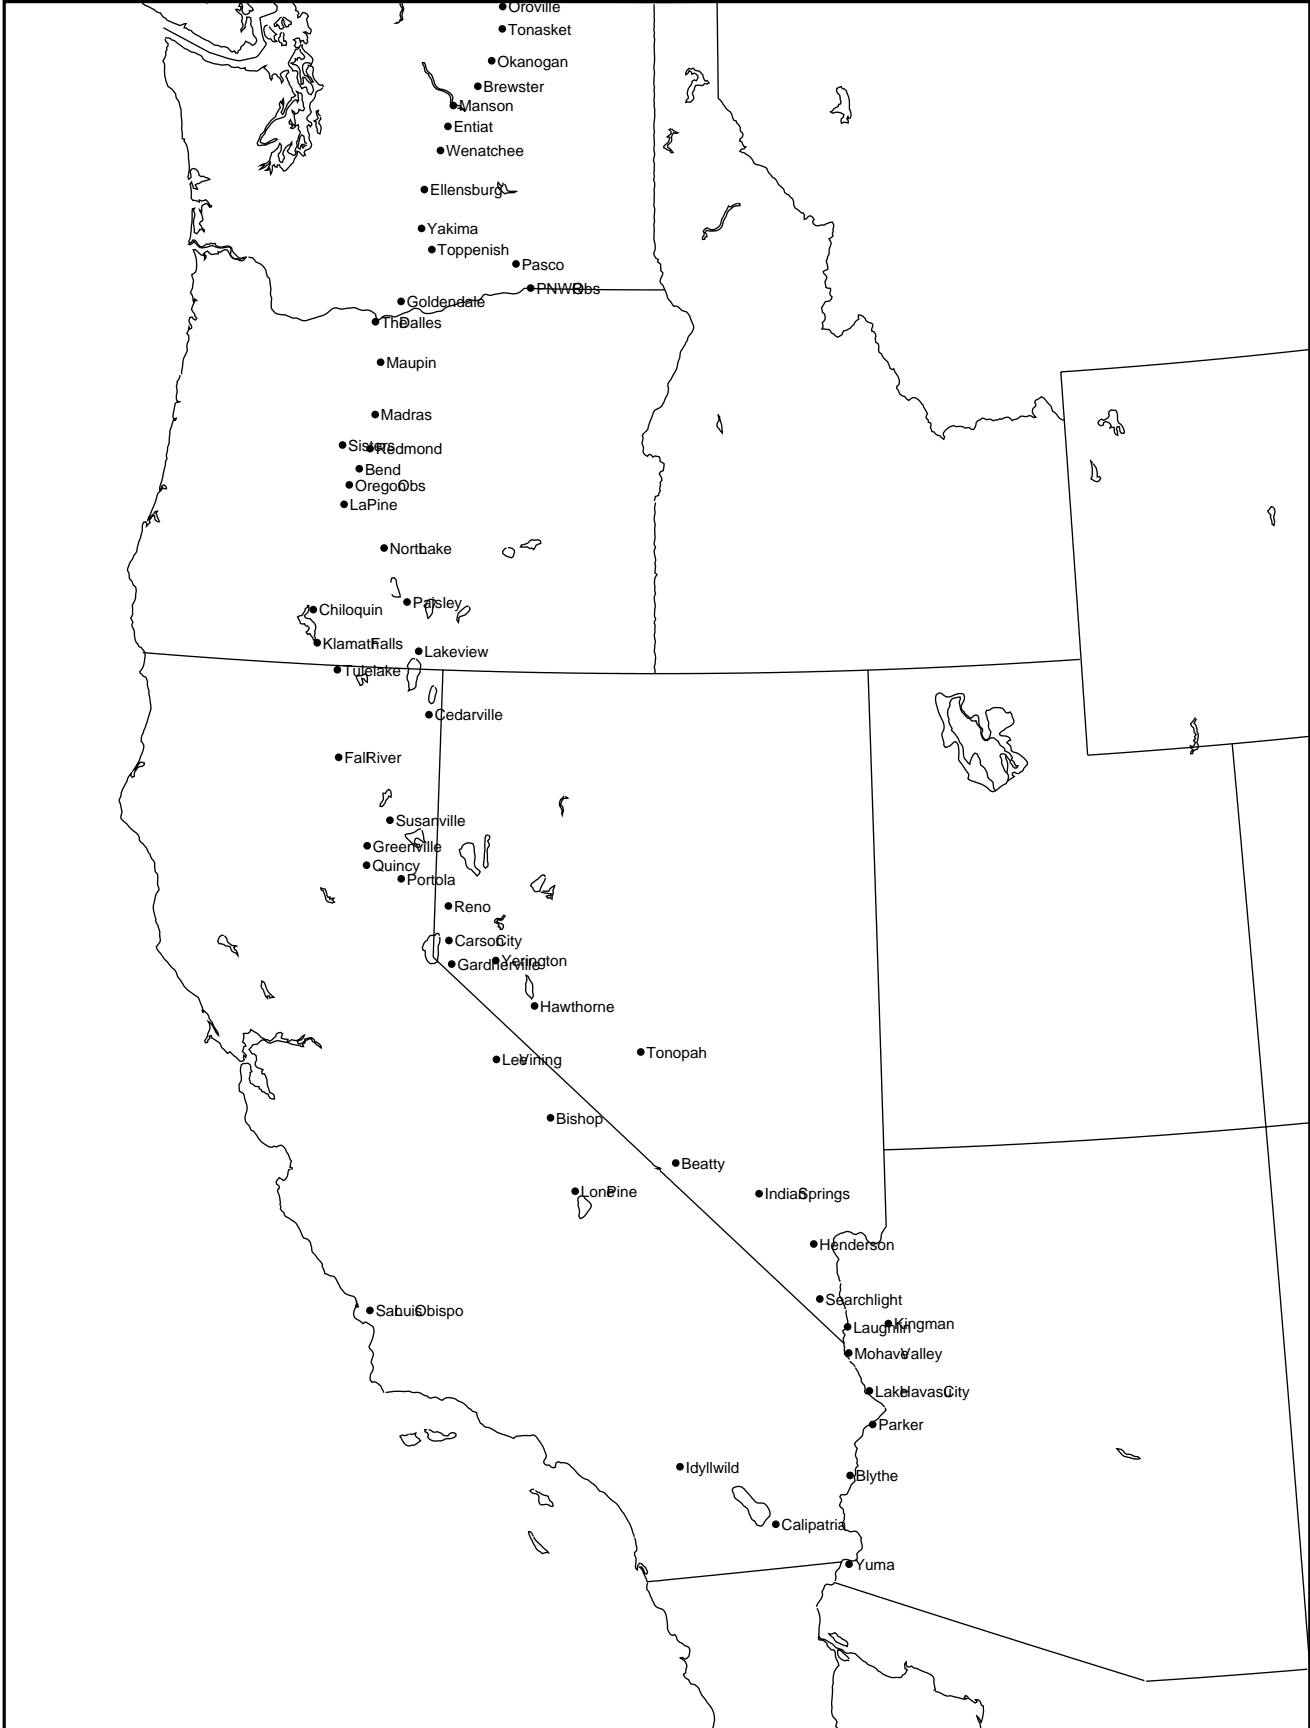 Oroville
Tonasket
Okanogan
Brewster
Manson
Entiat
Wenatchee
Ellensburg
Yakima
Toppenish
Pasco
PNWRObs
Goldendale
TheDalles
Maupin
Madras
Sisters
Redmond
Bend
OregonObs
LaPine
NorthLake
Paisley
Chiloquin
KlamathFalls
Lakeview
Tulelake
Cedarville
FallRiver
Susanville
Greenville
Quincy
Portola
Reno
CarsonCity
Yerington
Gardnerville
Hawthorne
Tonopah
LeeVining
Bishop
Beatty
LonePine
IndianSprings
Henderson
Searchlight
SanLuisObispo
Kingman
Laughlin
MohaveValley
LakeHavasuCity
Parker
Idyllwild
Blythe
Calipatria
Yuma